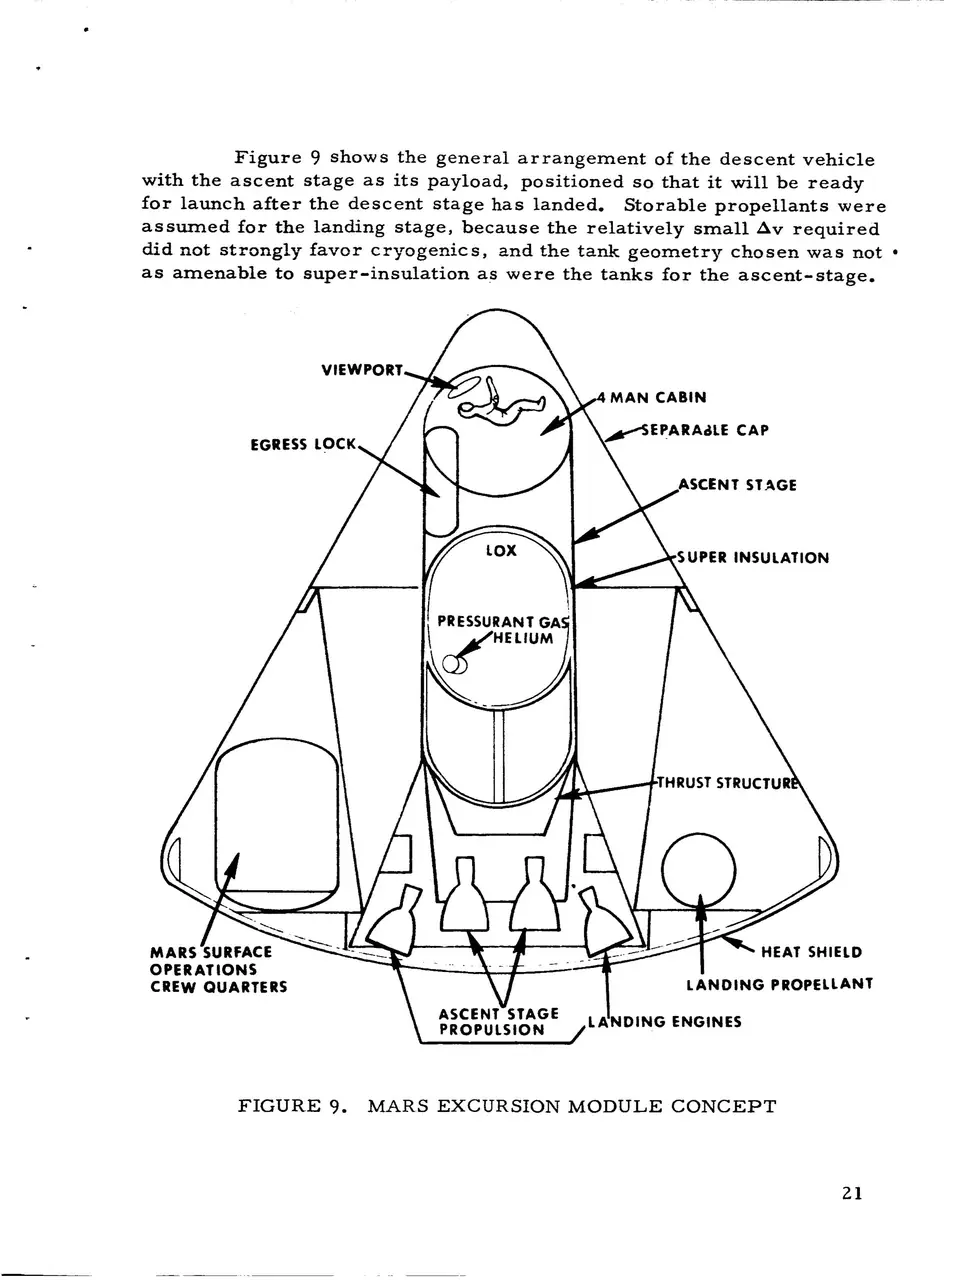 Figure 9 shows the general arrangement of the descent vehicle
with the ascent stage as its payload, positioned so that it will be ready
for launch after the descent stage has landed. Storable propellants were
assumed for the landing stage, because the relatively small Δv required
did not strongly favor cryogenics, and the tank geometry chosen was not
as amenable to super-insulation as were the tanks for the ascent-stage.
VIEWPORT
4 MAN CABIN
SEPARABLE CAP
EGRESS LOCK
ASCENT STAGE
LOX
SUPER INSULATION
PRESSURANT GAS
HELIUM
THRUST STRUCTURE
MARS SURFACE
OPERATIONS
CREW QUARTERS
HEAT SHIELD
LANDING PROPELLANT
ASCENT STAGE
PROPULSION
LANDING ENGINES
FIGURE 9. MARS EXCURSION MODULE CONCEPT
21